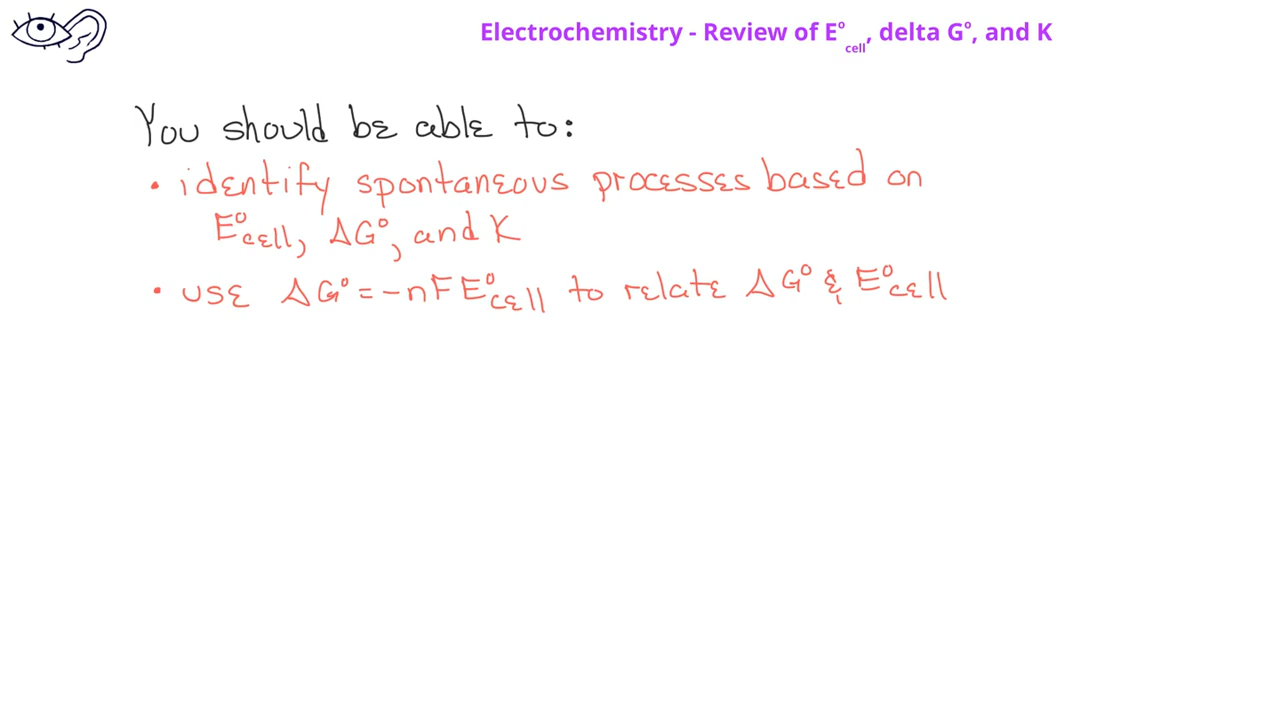 Electrochemistry - Review of E°cell, delta G°, and K
You should be able to:
• identify spontaneous processes based on
E°cell, ΔG°, and K
• use ΔG° = -nFE°cell to relate ΔG° & E°cell